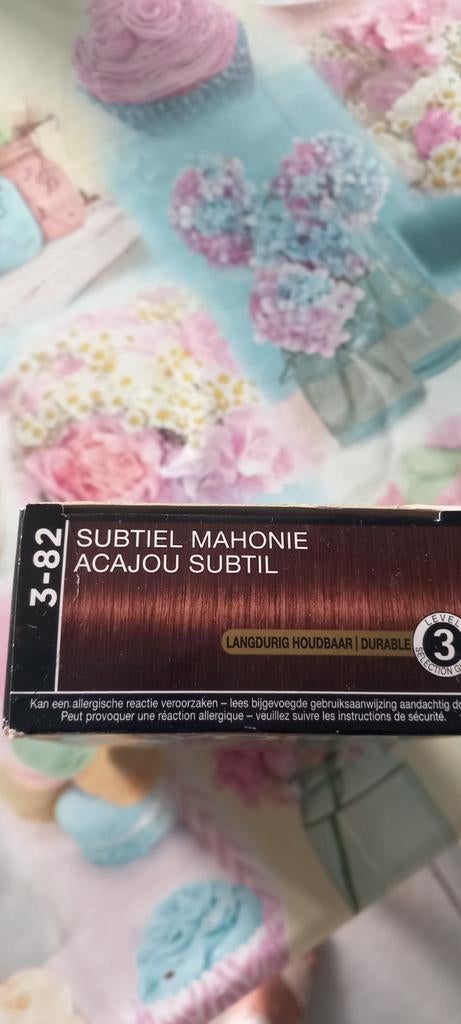 3-82
SUBTIEL MAHONIE
ACAJOU SUBTIL
LANGDURIG HOUDBAAR | DURABLE
LEVEL
3
SELECTION
Kan een allergische reactie veroorzaken – lees bijgevoegde gebruiksaanwijzing aandachtig
Peut provoquer une réaction allergique – veuillez suivre les instructions de sécurité.